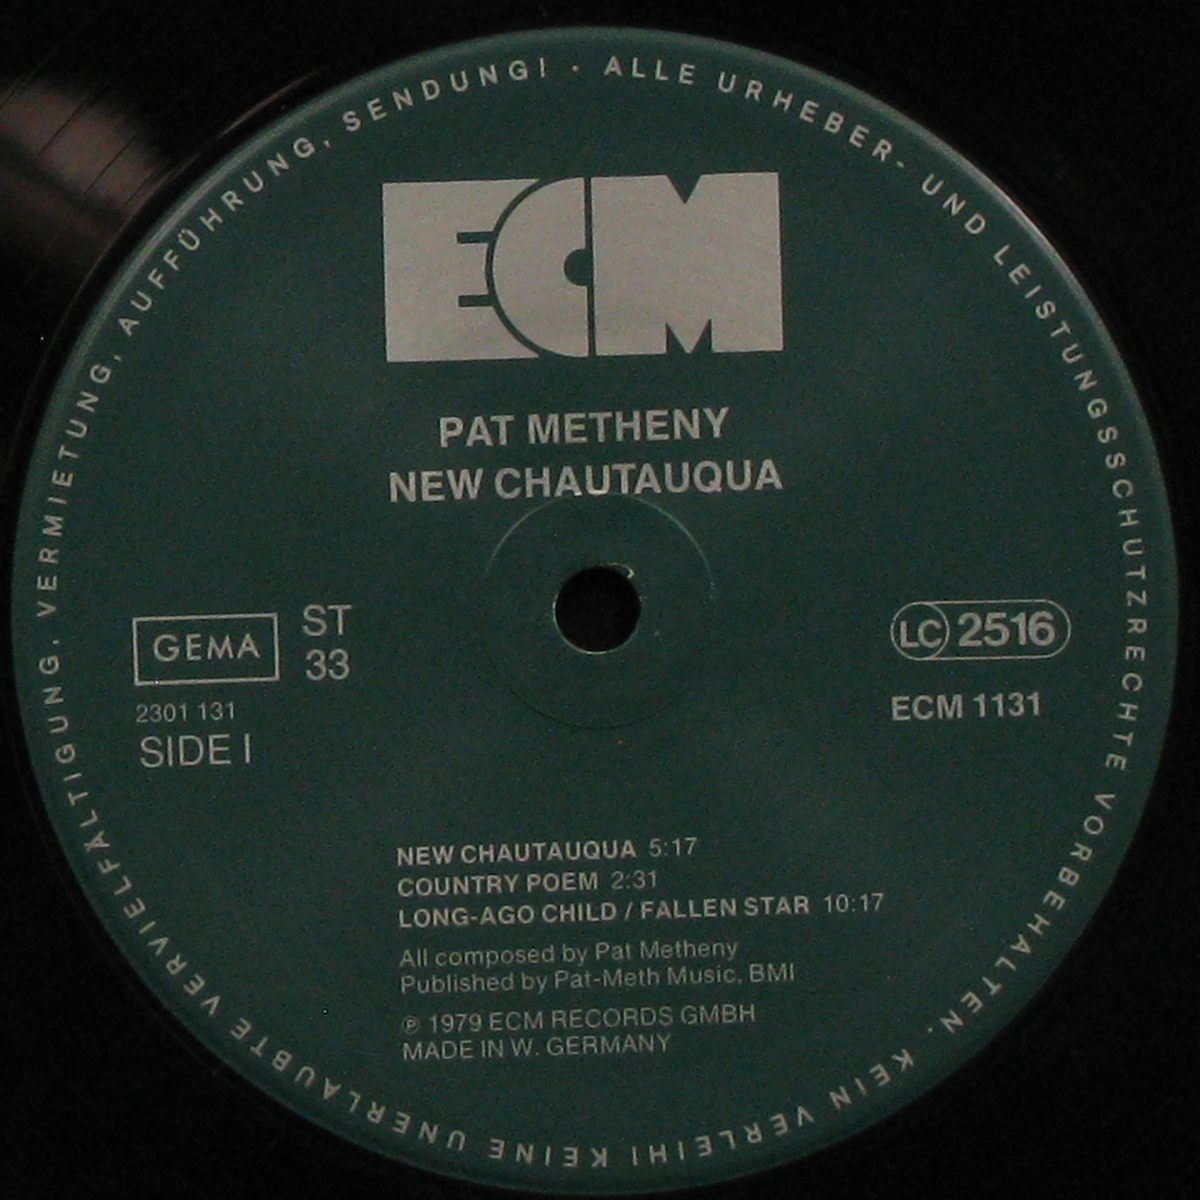 ALLE URHEBER- UND LEISTUNGSSCHUTZRECHTE VORBEHALTEN. KEIN VERLEIH! KEINE UNERLAUBTE VERVIELFÄLTIGUNG, VERMIETUNG, AUFFÜHRUNG, SENDUNG! ·
ECM
PAT METHENY
NEW CHAUTAUQUA
GEMA
ST
33
LC 2516
2301 131
SIDE I
ECM 1131
NEW CHAUTAUQUA 5:17
COUNTRY POEM 2:31
LONG-AGO CHILD / FALLEN STAR 10:17
All composed by Pat Metheny
Published by Pat-Meth Music, BMI
℗ 1979 ECM RECORDS GMBH
MADE IN W. GERMANY